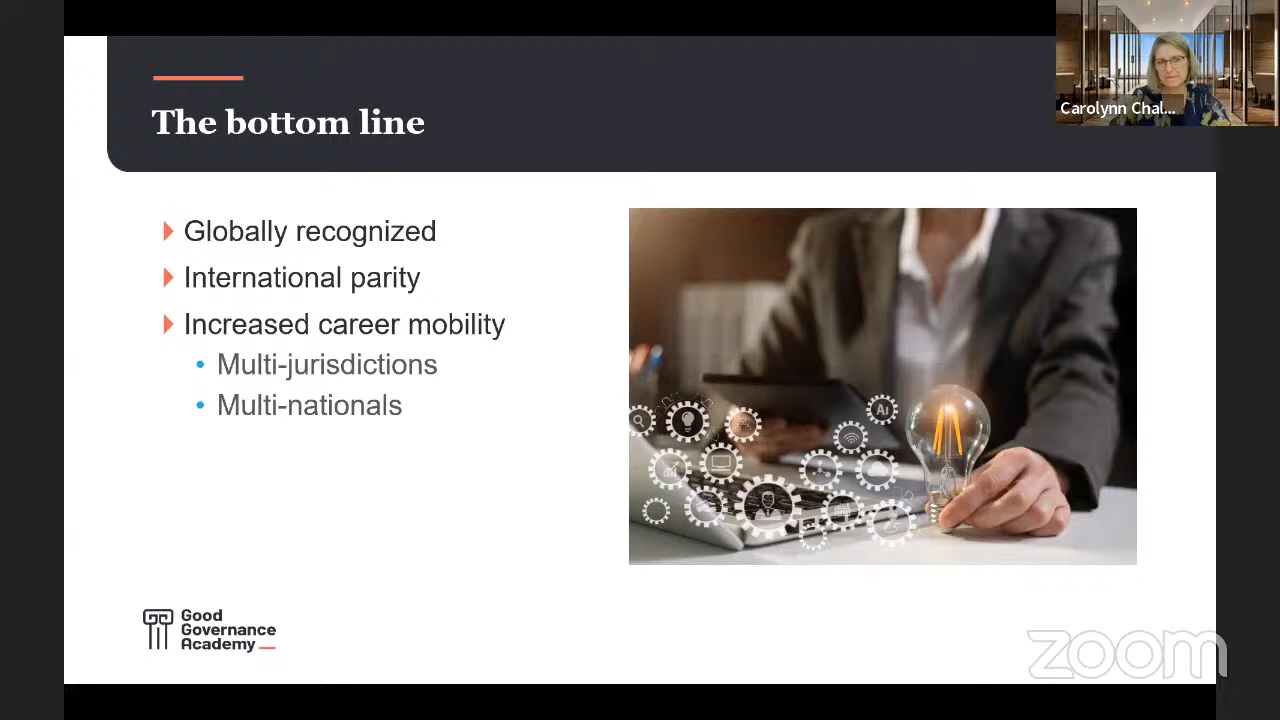 The bottom line
Carolynn Chal...
Globally recognized
International parity
Increased career mobility
Multi-jurisdictions
Multi-nationals
AI
Good
Governance
Academy
zoom